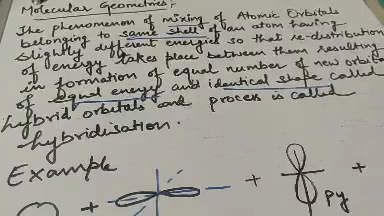 Molecular Geometries:
The phenomenon of mixing of Atomic Orbitals
belonging to same shell of an atom having
slightly different energies so that re-distribution
of energy takes place between them resulting
in formation of equal number of new orbita
of equal energy and identical shape called
hybrid orbitals and process is called
hybridisation.
Example
+ + py +